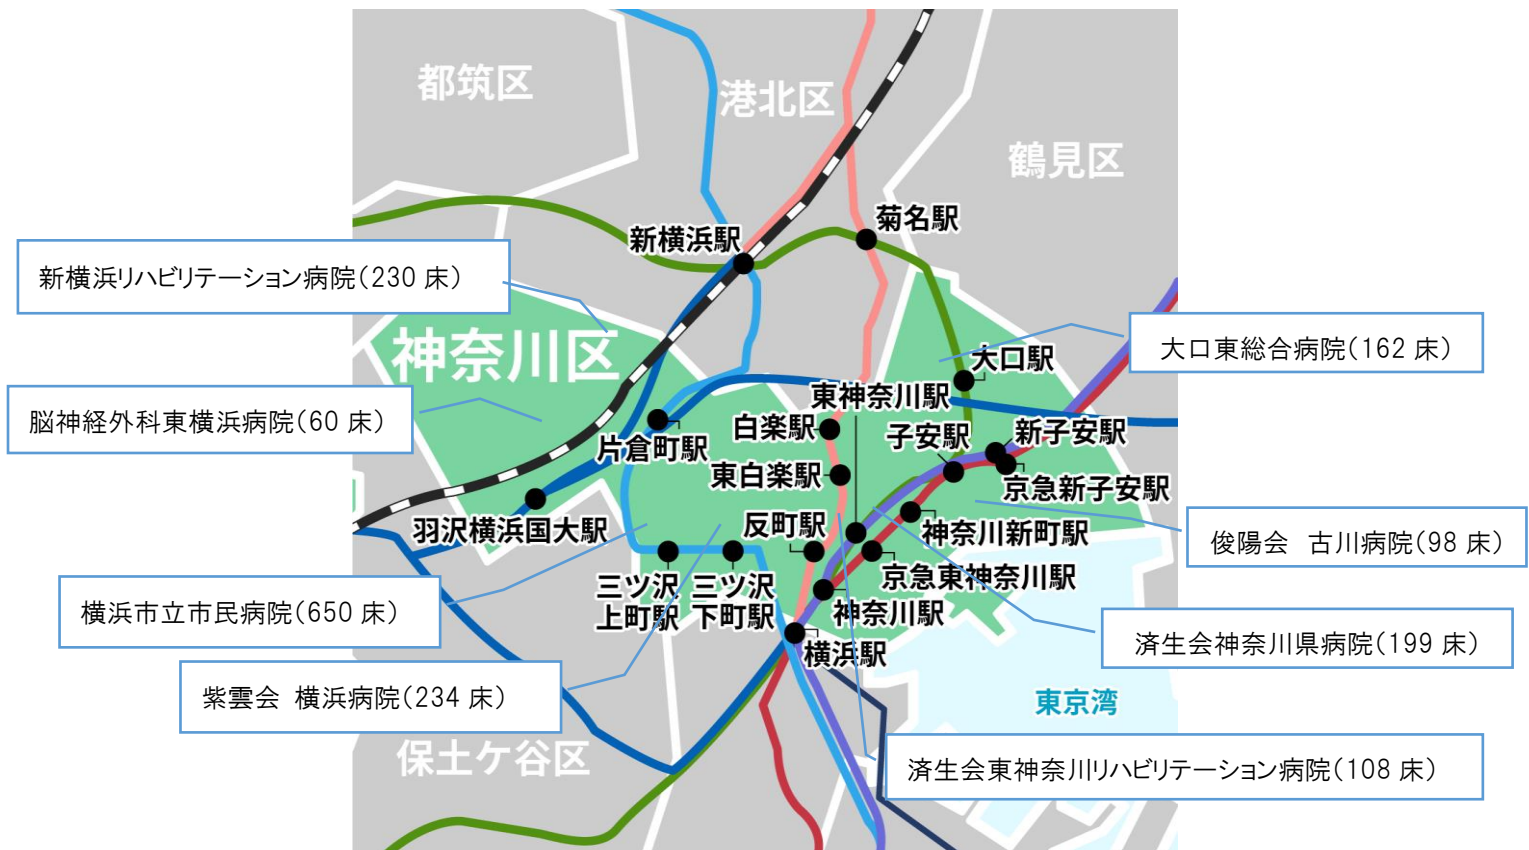 都筑区
港北区
鶴見区
菊名駅
新横浜駅
新横浜リハビリテーション病院(230 床)
神奈川区
大口東総合病院(162 床)
大口駅
東神奈川駅
脳神経外科東横浜病院(60 床)
白楽駅
子安駅
新子安駅
片倉町駅
東白楽駅
京急新子安駅
羽沢横浜国大駅
反町駅
神奈川新町駅
俊陽会 古川病院(98 床)
京急東神奈川駅
三ツ沢
上町駅
三ツ沢
下町駅
神奈川駅
横浜市立市民病院(650 床)
横浜駅
済生会神奈川県病院(199 床)
紫雲会 横浜病院(234 床)
東京湾
保土ケ谷区
済生会東神奈川リハビリテーション病院(108 床)